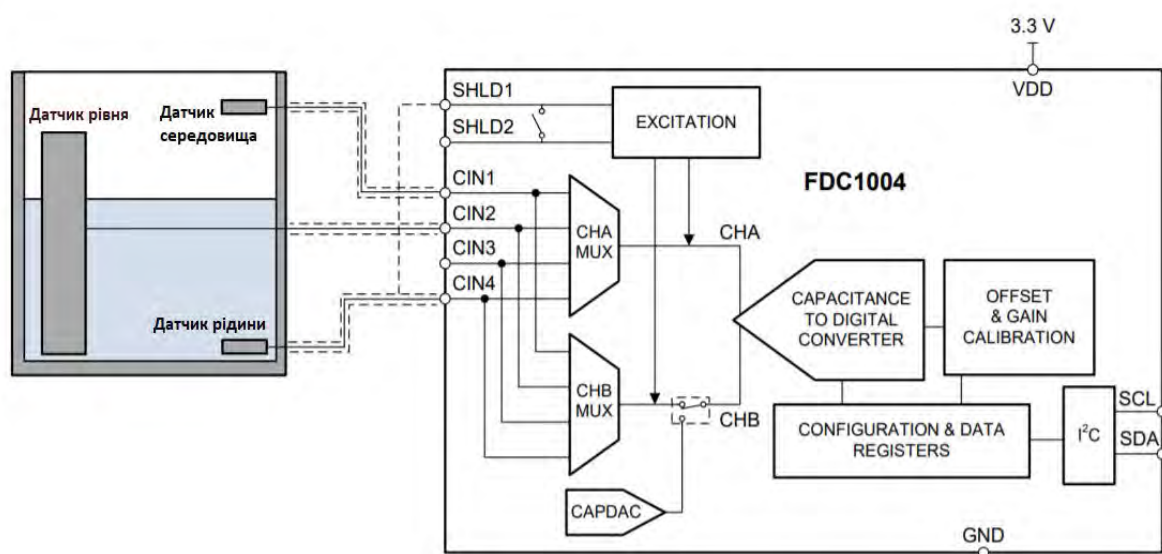 3.3 V
VDD
Датчик рівня
Датчик
середовища
Датчик рідини
SHLD1
SHLD2
CIN1
CIN2
CIN3
CIN4
EXCITATION
FDC1004
CHA
MUX
CHA
CHB
MUX
CHB
CAPDAC
CAPACITANCE
TO DIGITAL
CONVERTER
OFFSET
& GAIN
CALIBRATION
CONFIGURATION & DATA
REGISTERS
I²C
SCL
SDA
GND